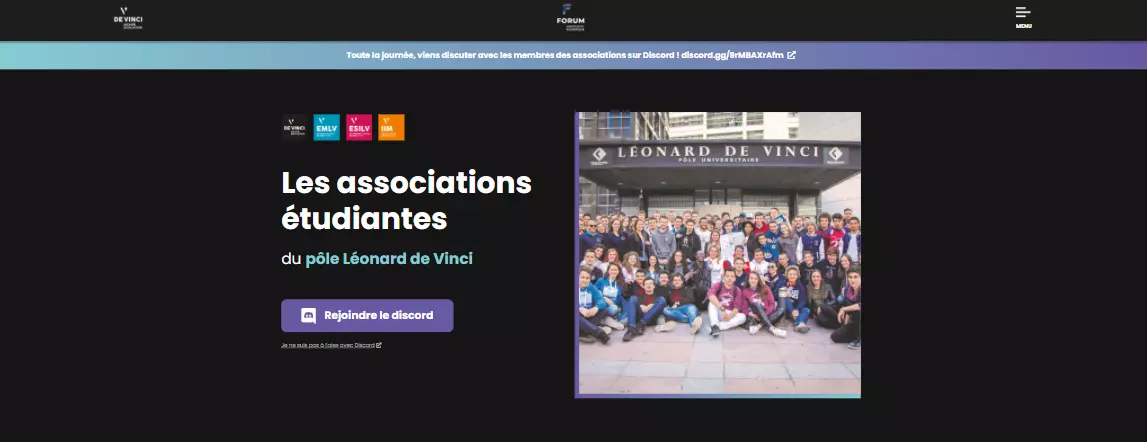 DE VINCI
FORUM
MENU
Toute la journée, viens discuter avec les membres des associations sur Discord ! discord.gg/9rMBAXrAfm
DE VINCI
EMLV
ESILV
IIM
LÉONARD DE VINCI
PÔLE UNIVERSITAIRE
Les associations
étudiantes
du pôle Léonard de Vinci
Rejoindre le discord
Je ne suis pas à l'aise avec Discord